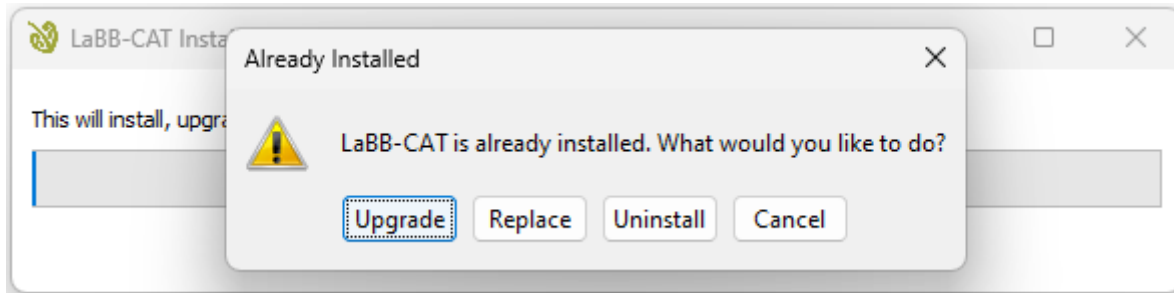 LaBB-CAT Insta
Already Installed
This will install, upgra
LaBB-CAT is already installed. What would you like to do?
Upgrade Replace Uninstall Cancel